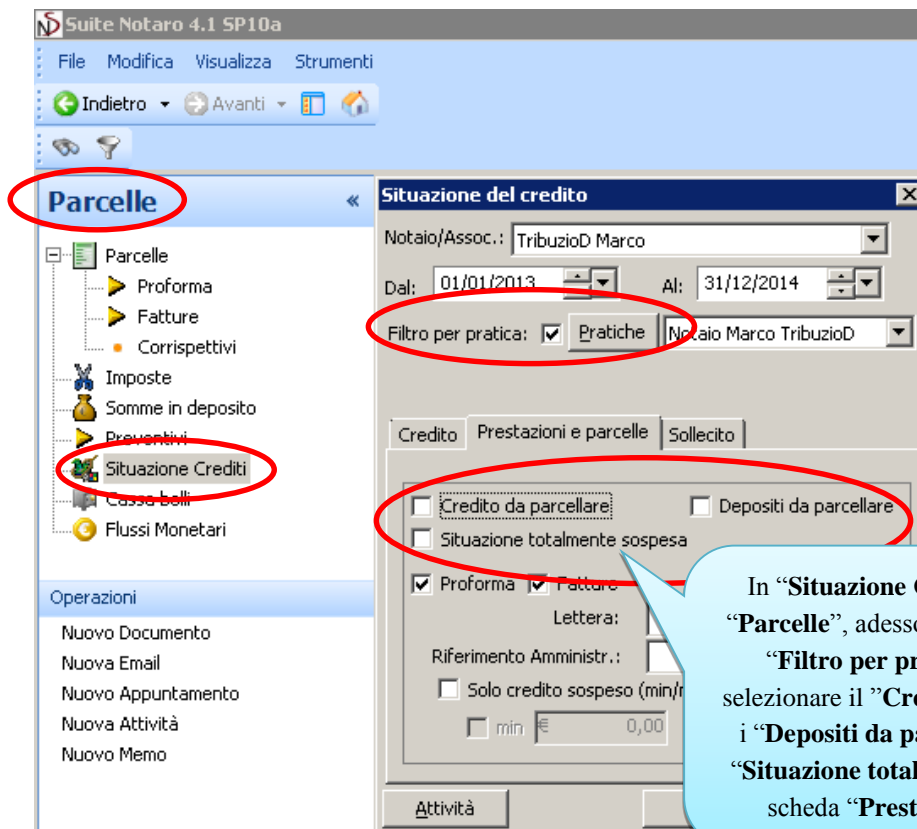 Suite Notaro 4.1 SP10a
File Modifica Visualizza Strumenti
Indietro Avanti
Parcelle «
Parcelle
Proforma
Fatture
Corrispettivi
Imposte
Somme in deposito
Preventivi
Situazione Crediti
Cassa bolli
Flussi Monetari
Operazioni
Nuovo Documento
Nuova Email
Nuovo Appuntamento
Nuova Attività
Nuovo Memo
Situazione del credito
Notaio/Assoc.: TribuzioD Marco
Dal: 01/01/2013 Al: 31/12/2014
Filtro per pratica: Pratiche Notaio Marco TribuzioD
Credito Prestazioni e parcelle Sollecito
Credito da parcellare Depositi da parcellare
Situazione totalmente sospesa
Proforma Fatture
Lettera:
Riferimento Amministr.:
Solo credito sospeso (min/
min € 0,00
Attività
In “Situazione
“Parcelle”, adesso
“Filtro per pr
selezionare il ”Cre
i “Depositi da pa
“Situazione total
scheda “Prest